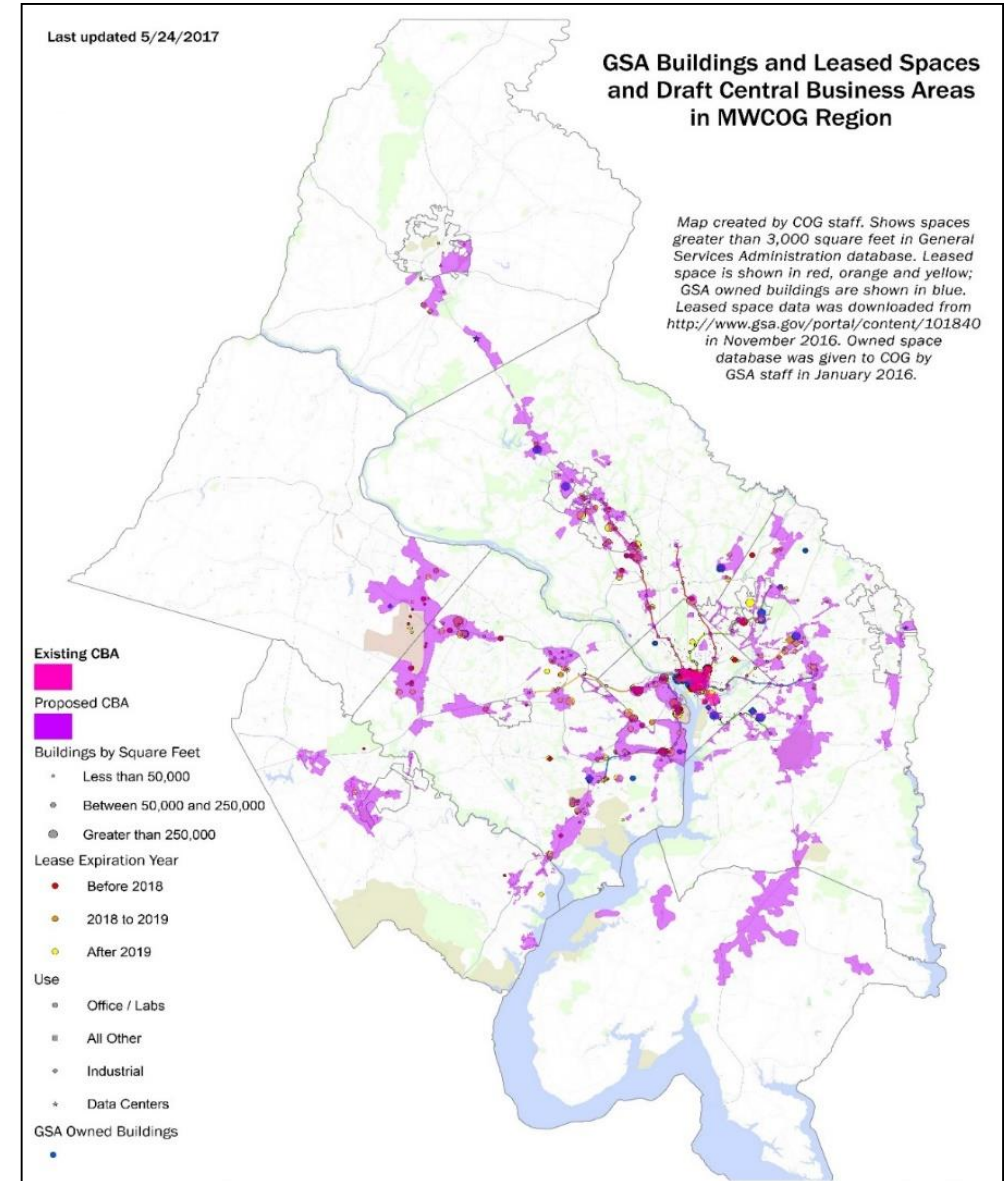 Last updated 5/24/2017
GSA Buildings and Leased Spaces
and Draft Central Business Areas
in MWCOG Region
Map created by COG staff. Shows spaces
greater than 3,000 square feet in General
Services Administration database. Leased
space is shown in red, orange and yellow;
GSA owned buildings are shown in blue.
Leased space data was downloaded from
http://www.gsa.gov/portal/content/101840
in November 2016. Owned space
database was given to COG by
GSA staff in January 2016.
Existing CBA
Proposed CBA
Buildings by Square Feet
Less than 50,000
Between 50,000 and 250,000
Greater than 250,000
Lease Expiration Year
Before 2018
2018 to 2019
After 2019
Use
Office / Labs
All Other
Industrial
Data Centers
GSA Owned Buildings